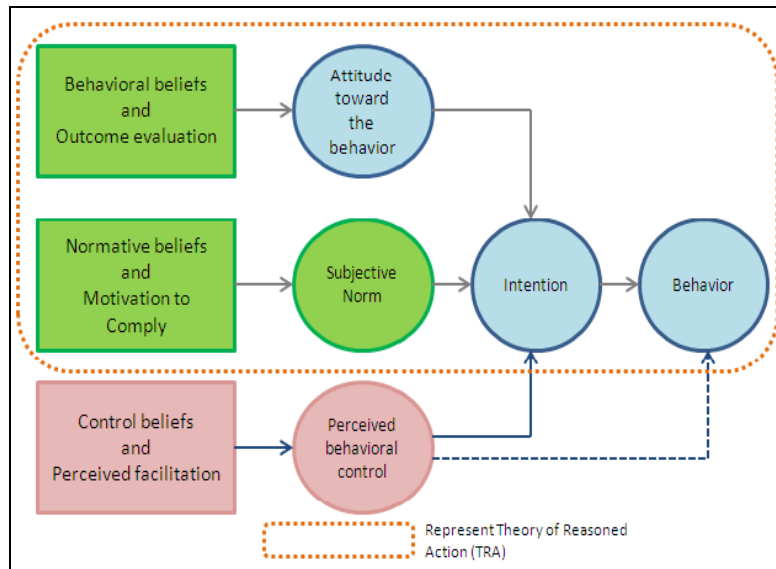 Behavioral beliefs
and
Outcome evaluation
Attitude
toward
the
behavior
Normative beliefs
and
Motivation to
Comply
Subjective
Norm
Intention
Behavior
Control beliefs
and
Perceived facilitation
Perceived
behavioral
control
Represent Theory of Reasoned
Action (TRA)